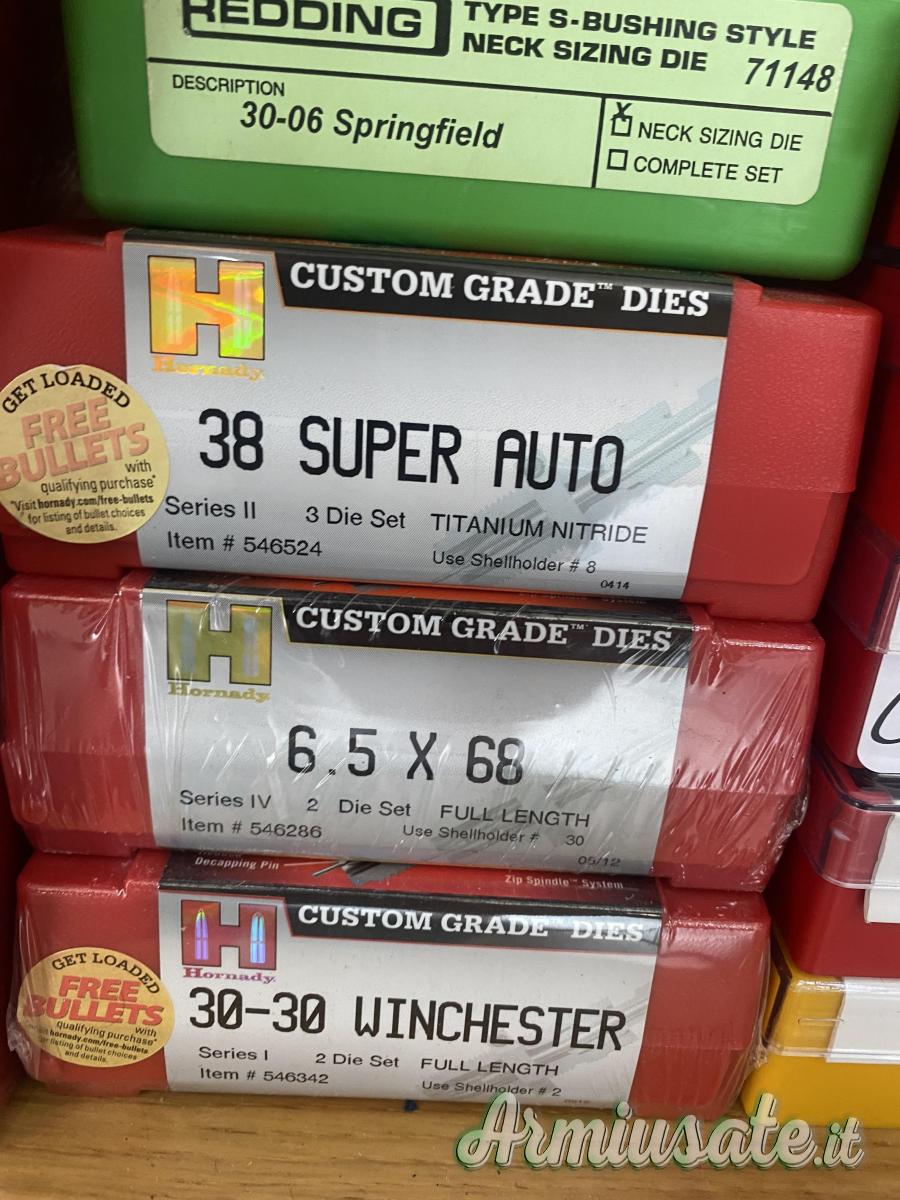 REDDING
TYPE S-BUSHING STYLE
NECK SIZING DIE 71148
DESCRIPTION
30-06 Springfield
X NECK SIZING DIE
COMPLETE SET
H CUSTOM GRADE™ DIES
Hornady
GET LOADED
FREE
BULLETS
with
qualifying purchase*
*Visit hornady.com/free-bullets
for listing of bullet choices
and details.
38 SUPER AUTO
Series II 3 Die Set TITANIUM NITRIDE
Item # 546524 Use Shellholder # 8
0414
H CUSTOM GRADE™ DIES
Hornady
6.5 X 68
Series IV 2 Die Set FULL LENGTH
Item # 546286 Use Shellholder # 30
05/12
Decapping Pin
Zip Spindle™ System
H CUSTOM GRADE™ DIES
Hornady
GET LOADED
FREE
BULLETS
with
qualifying purchase*
hornady.com/free-bullets
for listing of bullet choices
and details.
30-30 WINCHESTER
Series I 2 Die Set FULL LENGTH
Item # 546342 Use Shellholder # 2
Armiusate.it